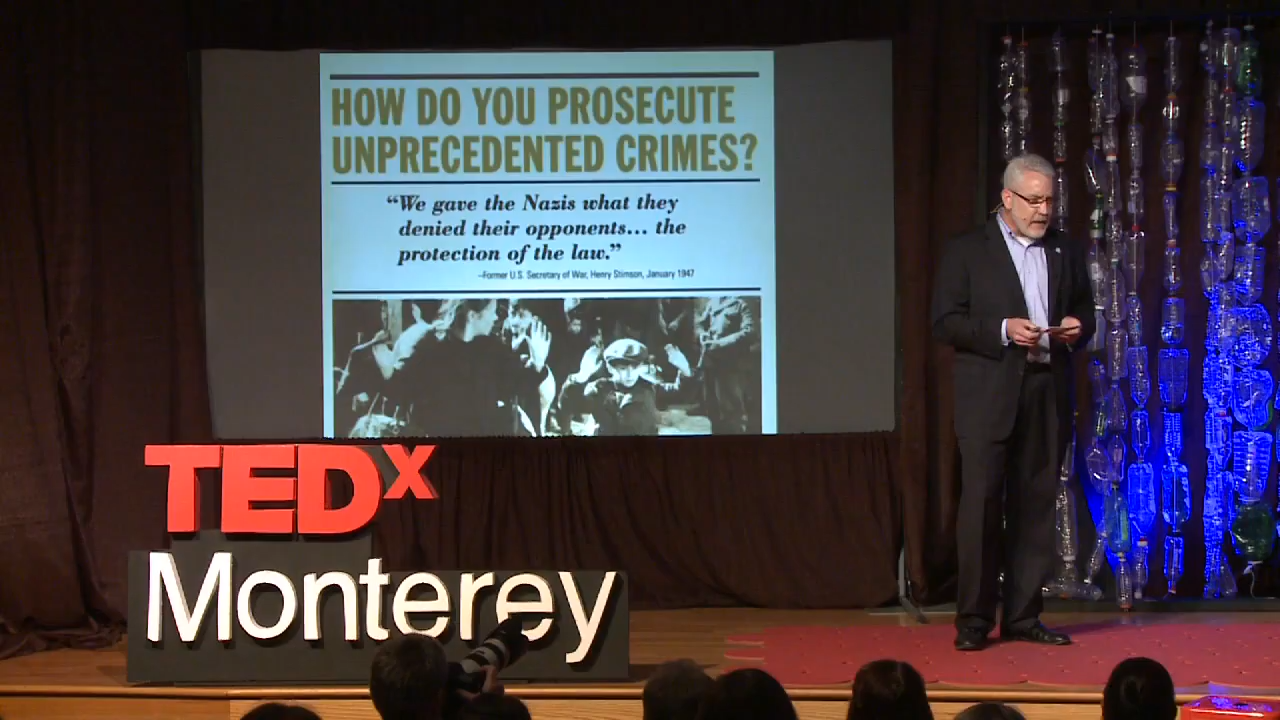 HOW DO YOU PROSECUTE
UNPRECEDENTED CRIMES?
“We gave the Nazis what they
denied their opponents... the
protection of the law.”
–Former U.S. Secretary of War, Henry Stimson, January 1947
TEDx
Monterey